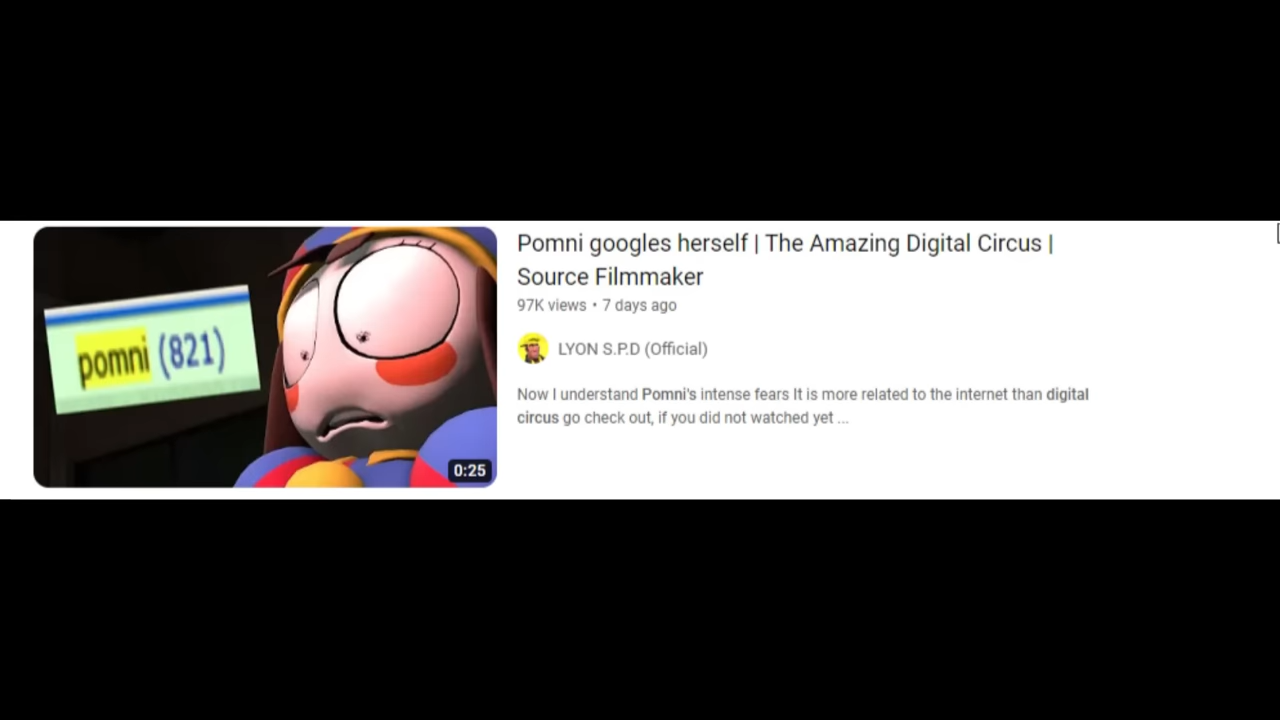 pomni (821)
0:25
Pomni googles herself | The Amazing Digital Circus |
Source Filmmaker
97K views • 7 days ago
LYON S.P.D (Official)
Now I understand Pomni's intense fears It is more related to the internet than digital
circus go check out, if you did not watched yet ...